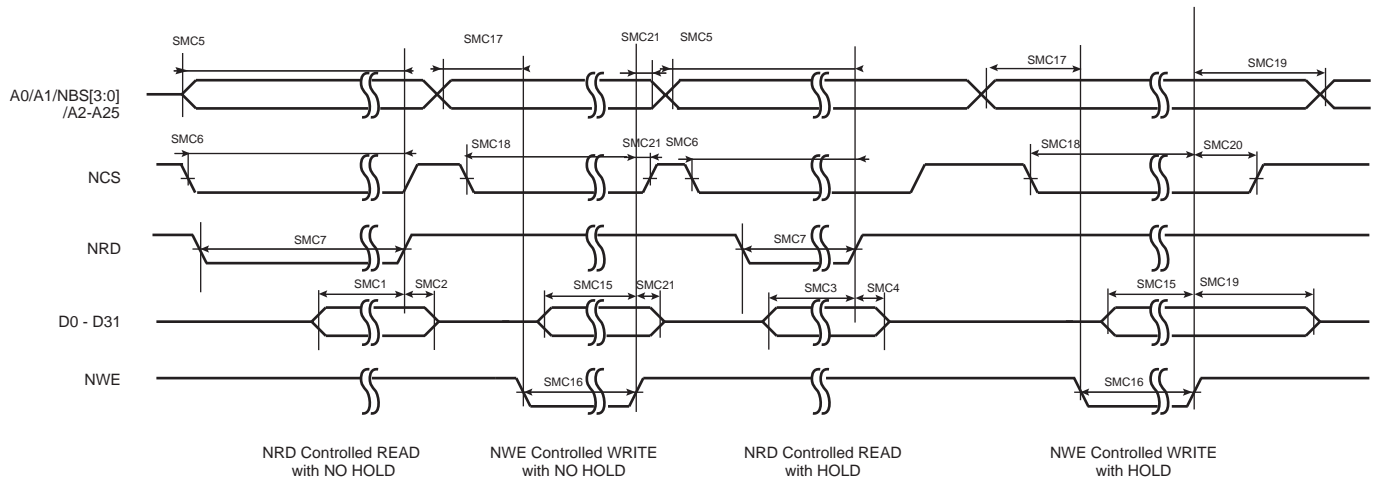 SMC5
SMC17
SMC21
SMC5
SMC17
SMC19
A0/A1/NBS[3:0]
/A2-A25
SMC6
SMC18
SMC21
SMC6
SMC18
SMC20
NCS
NRD
SMC7
SMC7
SMC1
SMC2
SMC15
SMC21
SMC3
SMC4
SMC15
SMC19
D0 - D31
NWE
SMC16
SMC16
NRD Controlled READ
with NO HOLD
NWE Controlled WRITE
with NO HOLD
NRD Controlled READ
with HOLD
NWE Controlled WRITE
with HOLD